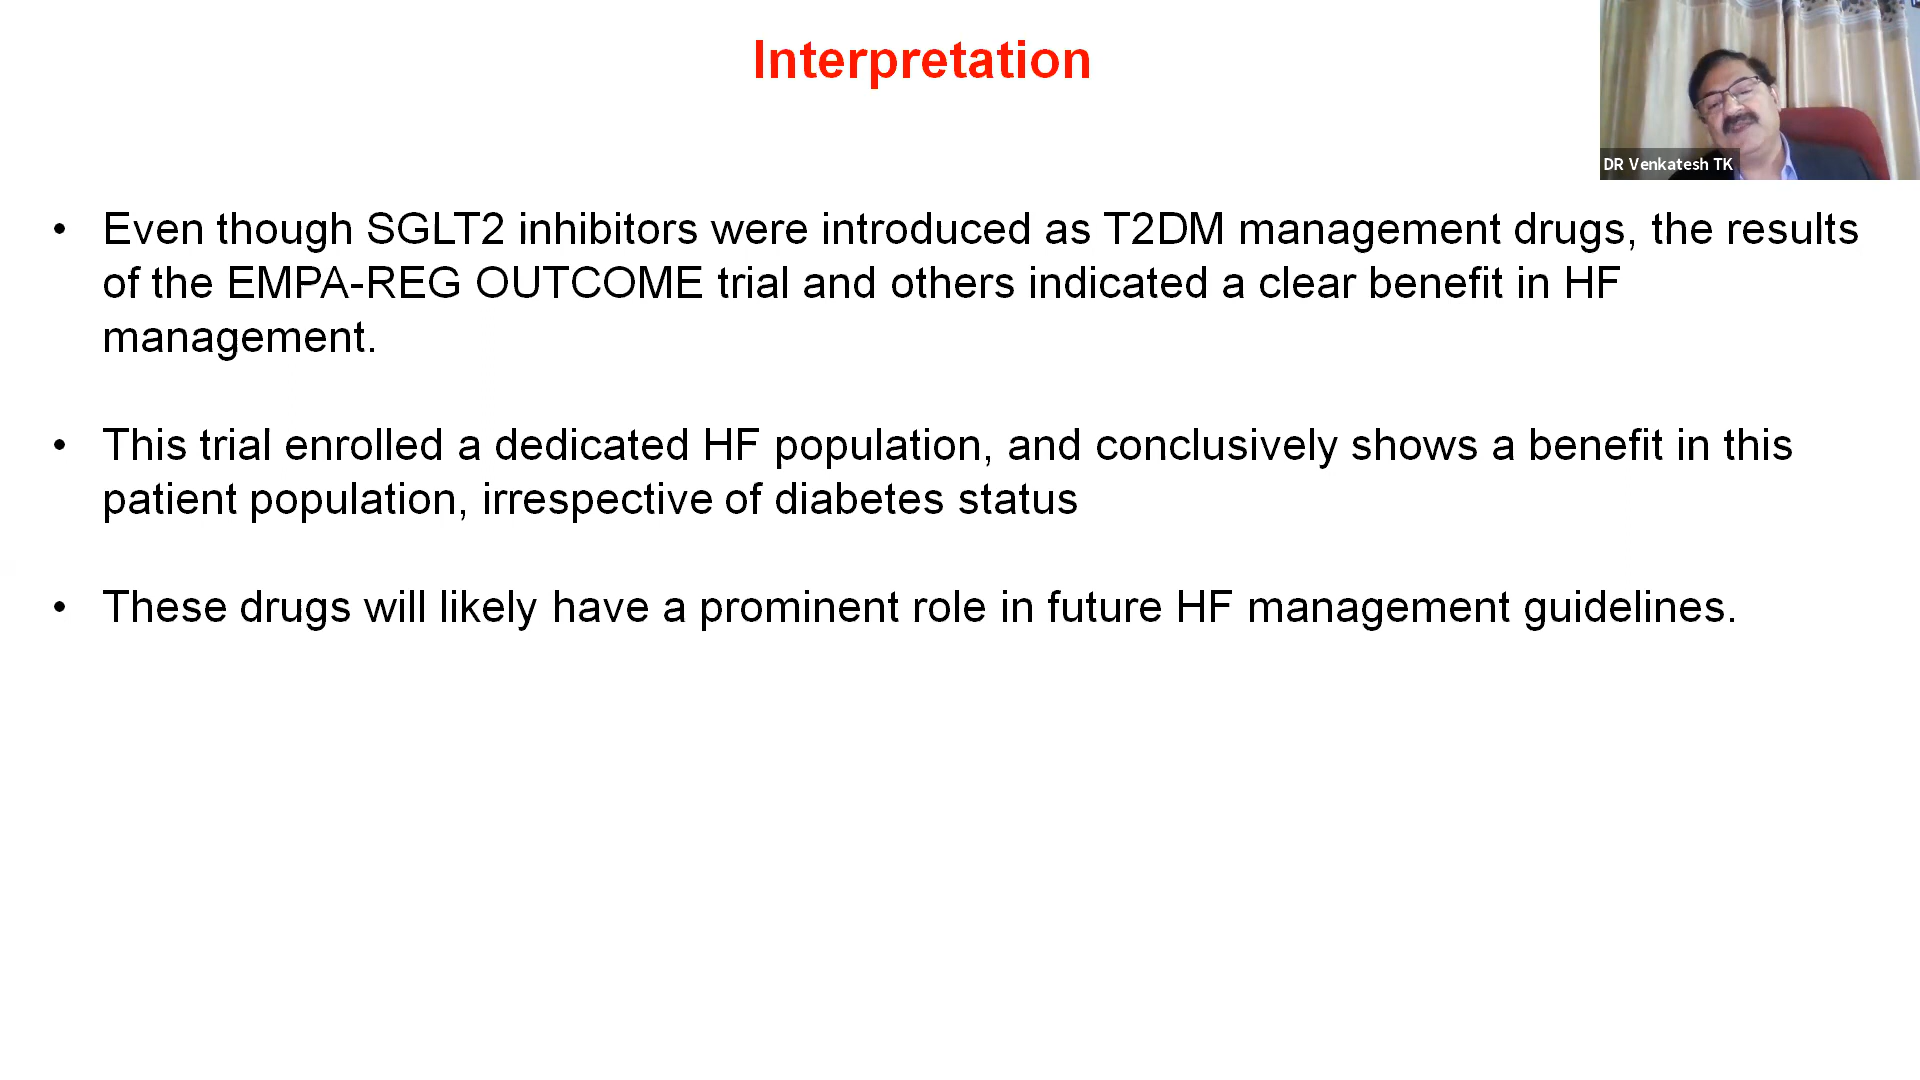 Interpretation
DR Venkatesh TK
• Even though SGLT2 inhibitors were introduced as T2DM management drugs, the results
of the EMPA-REG OUTCOME trial and others indicated a clear benefit in HF
management.
• This trial enrolled a dedicated HF population, and conclusively shows a benefit in this
patient population, irrespective of diabetes status
• These drugs will likely have a prominent role in future HF management guidelines.